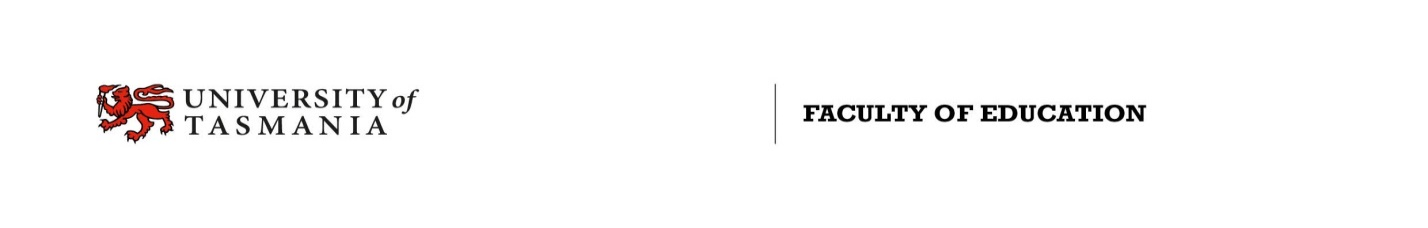 UNIVERSITY of
TASMANIA
FACULTY OF EDUCATION